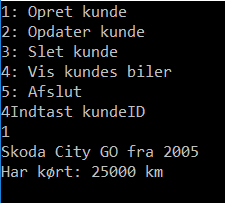 1: Opret kunde
2: Opdater kunde
3: Slet kunde
4: Vis kundes biler
5: Afslut
4Indtast kundeID
1
Skoda City GO fra 2005
Har kørt: 25000 km